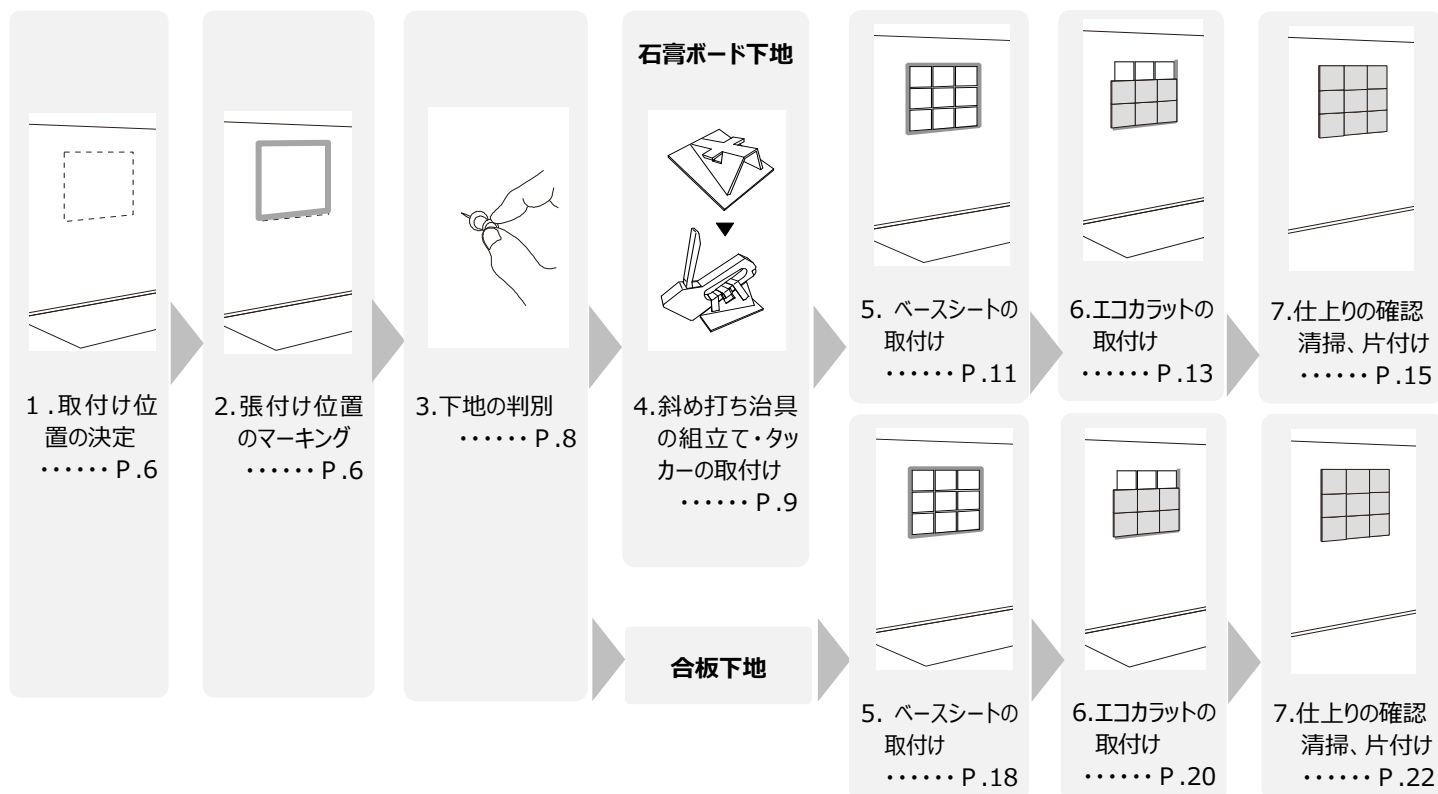 1.取付け位
置の決定
・・・・・・P.6
2.張付け位置
のマーキング
・・・・・・P.6
3.下地の判別
・・・・・・P.8
石膏ボード下地
4.斜め打ち治具
の組立て・タッ
カーの取付け
・・・・・・P.9
5. ベースシートの
取付け
・・・・・・P.11
6.エコカラットの
取付け
・・・・・・P.13
7.仕上りの確認
清掃、片付け
・・・・・・P.15
合板下地
5. ベースシートの
取付け
・・・・・・P.18
6.エコカラットの
取付け
・・・・・・P.20
7.仕上りの確認
清掃、片付け
・・・・・・P.22